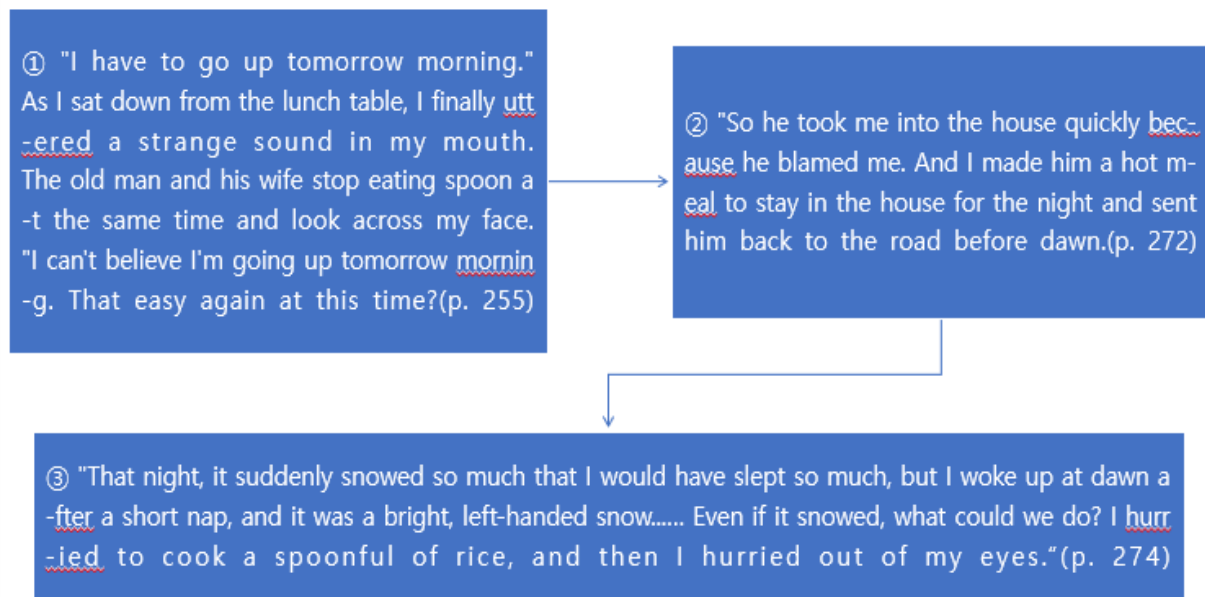 ① "I have to go up tomorrow morning."
As I sat down from the lunch table, I finally utt
-ered a strange sound in my mouth.
The old man and his wife stop eating spoon a
-t the same time and look across my face.
"I can't believe I'm going up tomorrow mornin
-g. That easy again at this time?(p. 255)
② "So he took me into the house quickly bec-
ause he blamed me. And I made him a hot m-
eal to stay in the house for the night and sent
him back to the road before dawn.(p. 272)
③ "That night, it suddenly snowed so much that I would have slept so much, but I woke up at dawn a
-fter a short nap, and it was a bright, left-handed snow...... Even if it snowed, what could we do? I hurr
-ied to cook a spoonful of rice, and then I hurried out of my eyes."(p. 274)